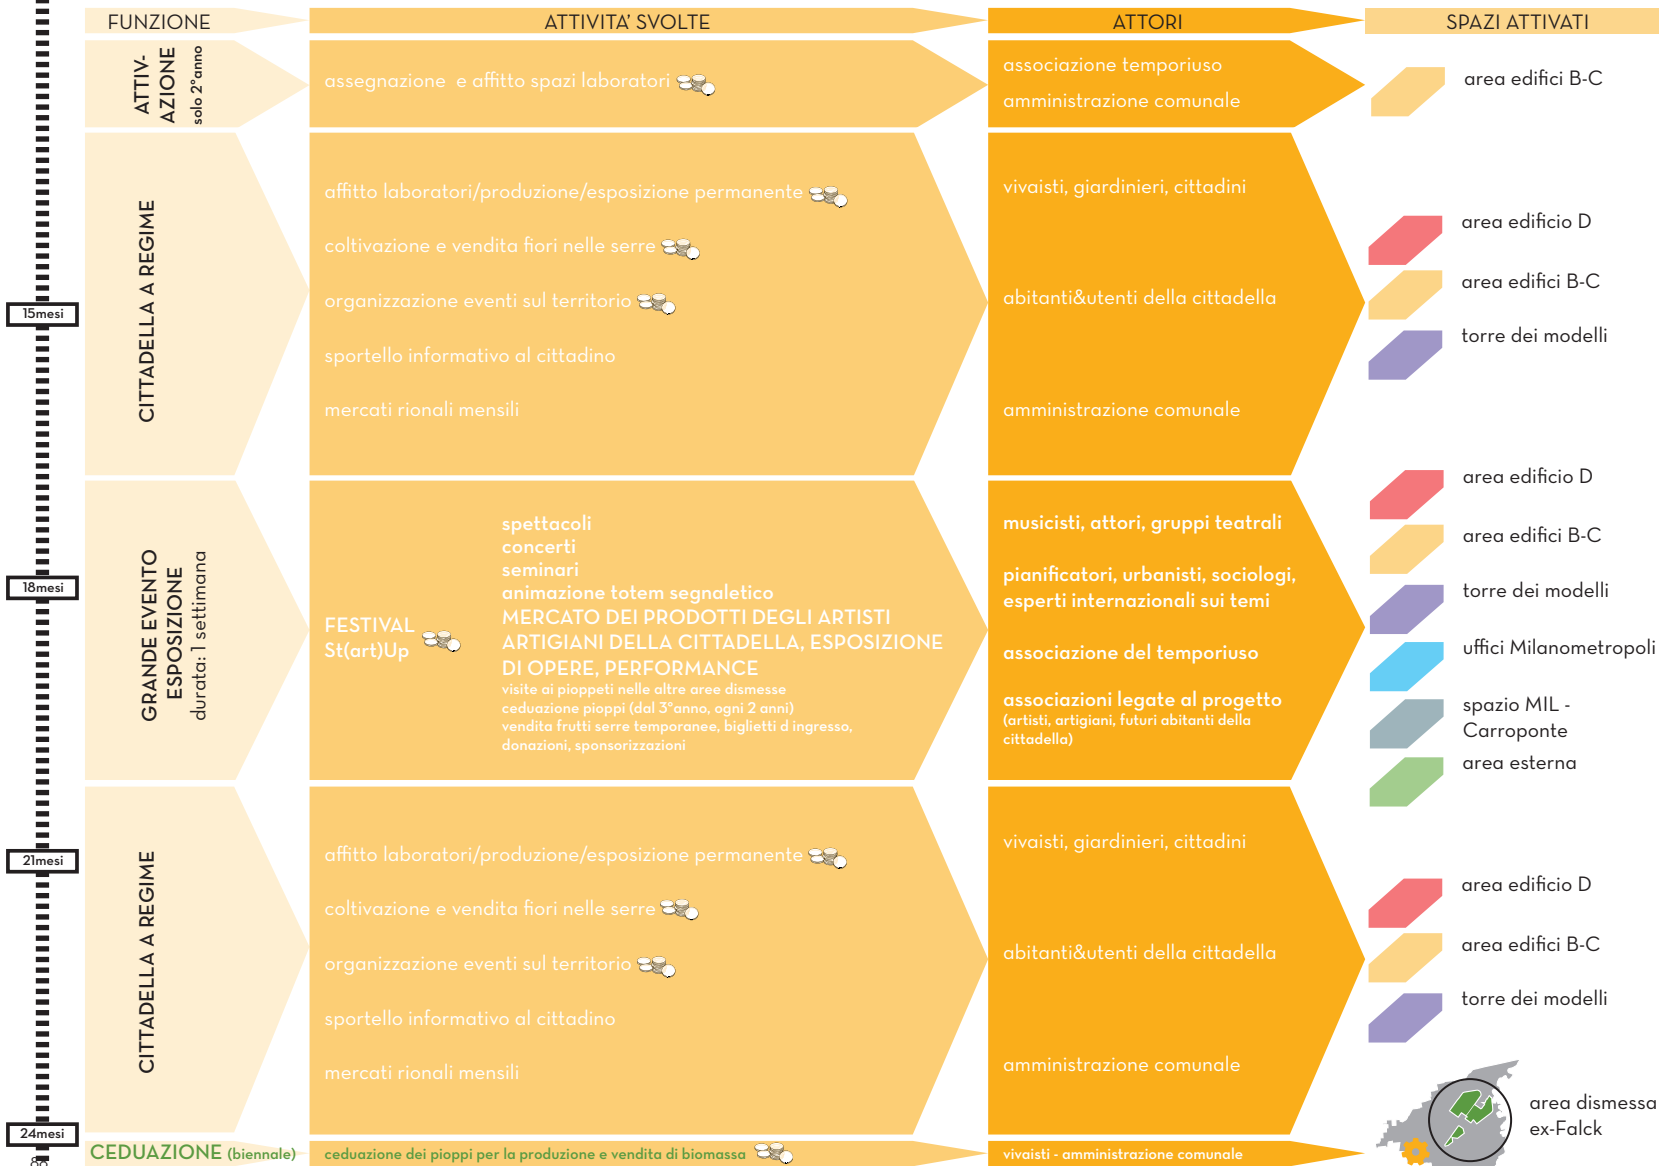 FUNZIONE
ATTIVITA' SVOLTE
ATTORI
SPAZI ATTIVATI
ATTIV-
AZIONE
solo 2°anno
assegnazione e affitto spazi laboratori
associazione temporiuso
amministrazione comunale
area edifici B-C
CITTADELLA A REGIME
15mesi
affitto laboratori/produzione/esposizione permanente
coltivazione e vendita fiori nelle serre
organizzazione eventi sul territorio
sportello informativo al cittadino
mercati rionali mensili
vivaisti, giardinieri, cittadini
abitanti&utenti della cittadella
amministrazione comunale
area edificio D
area edifici B-C
torre dei modelli
18mesi
GRANDE EVENTO
ESPOSIZIONE
durata: 1 settimana
FESTIVAL
St(art)Up
spettacoli
concerti
seminari
animazione totem segnaletico
MERCATO DEI PRODOTTI DEGLI ARTISTI
ARTIGIANI DELLA CITTADELLA, ESPOSIZIONE
DI OPERE, PERFORMANCE
visite ai pioppeti nelle altre aree dismesse
ceduazione pioppi (dal 3°anno, ogni 2 anni)
vendita frutti serre temporanee, biglietti d ingresso,
donazioni, sponsorizzazioni
musicisti, attori, gruppi teatrali
pianificatori, urbanisti, sociologi,
esperti internazionali sui temi
associazione del temporiuso
associazioni legate al progetto
(artisti, artigiani, futuri abitanti della
cittadella)
area edificio D
area edifici B-C
torre dei modelli
uffici Milanometropoli
spazio MIL -
Carroponte
area esterna
21mesi
CITTADELLA A REGIME
affitto laboratori/produzione/esposizione permanente
coltivazione e vendita fiori nelle serre
organizzazione eventi sul territorio
sportello informativo al cittadino
mercati rionali mensili
vivaisti, giardinieri, cittadini
abitanti&utenti della cittadella
amministrazione comunale
area edificio D
area edifici B-C
torre dei modelli
area dismessa
ex-Falck
24mesi
CEDUAZIONE (biennale)
ceduazione dei pioppi per la produzione e vendita di biomassa
vivaisti - amministrazione comunale